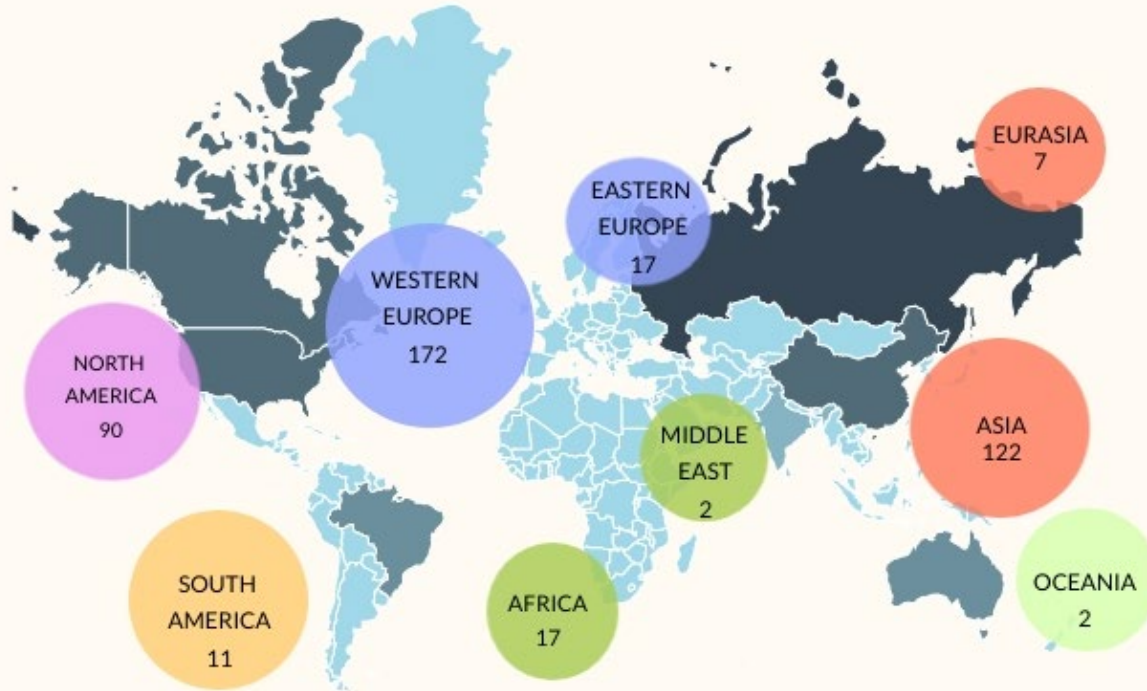 EURASIA
7
EASTERN
EUROPE
17
WESTERN
EUROPE
172
NORTH
AMERICA
90
MIDDLE
EAST
2
ASIA
122
SOUTH
AMERICA
11
AFRICA
17
OCEANIA
2